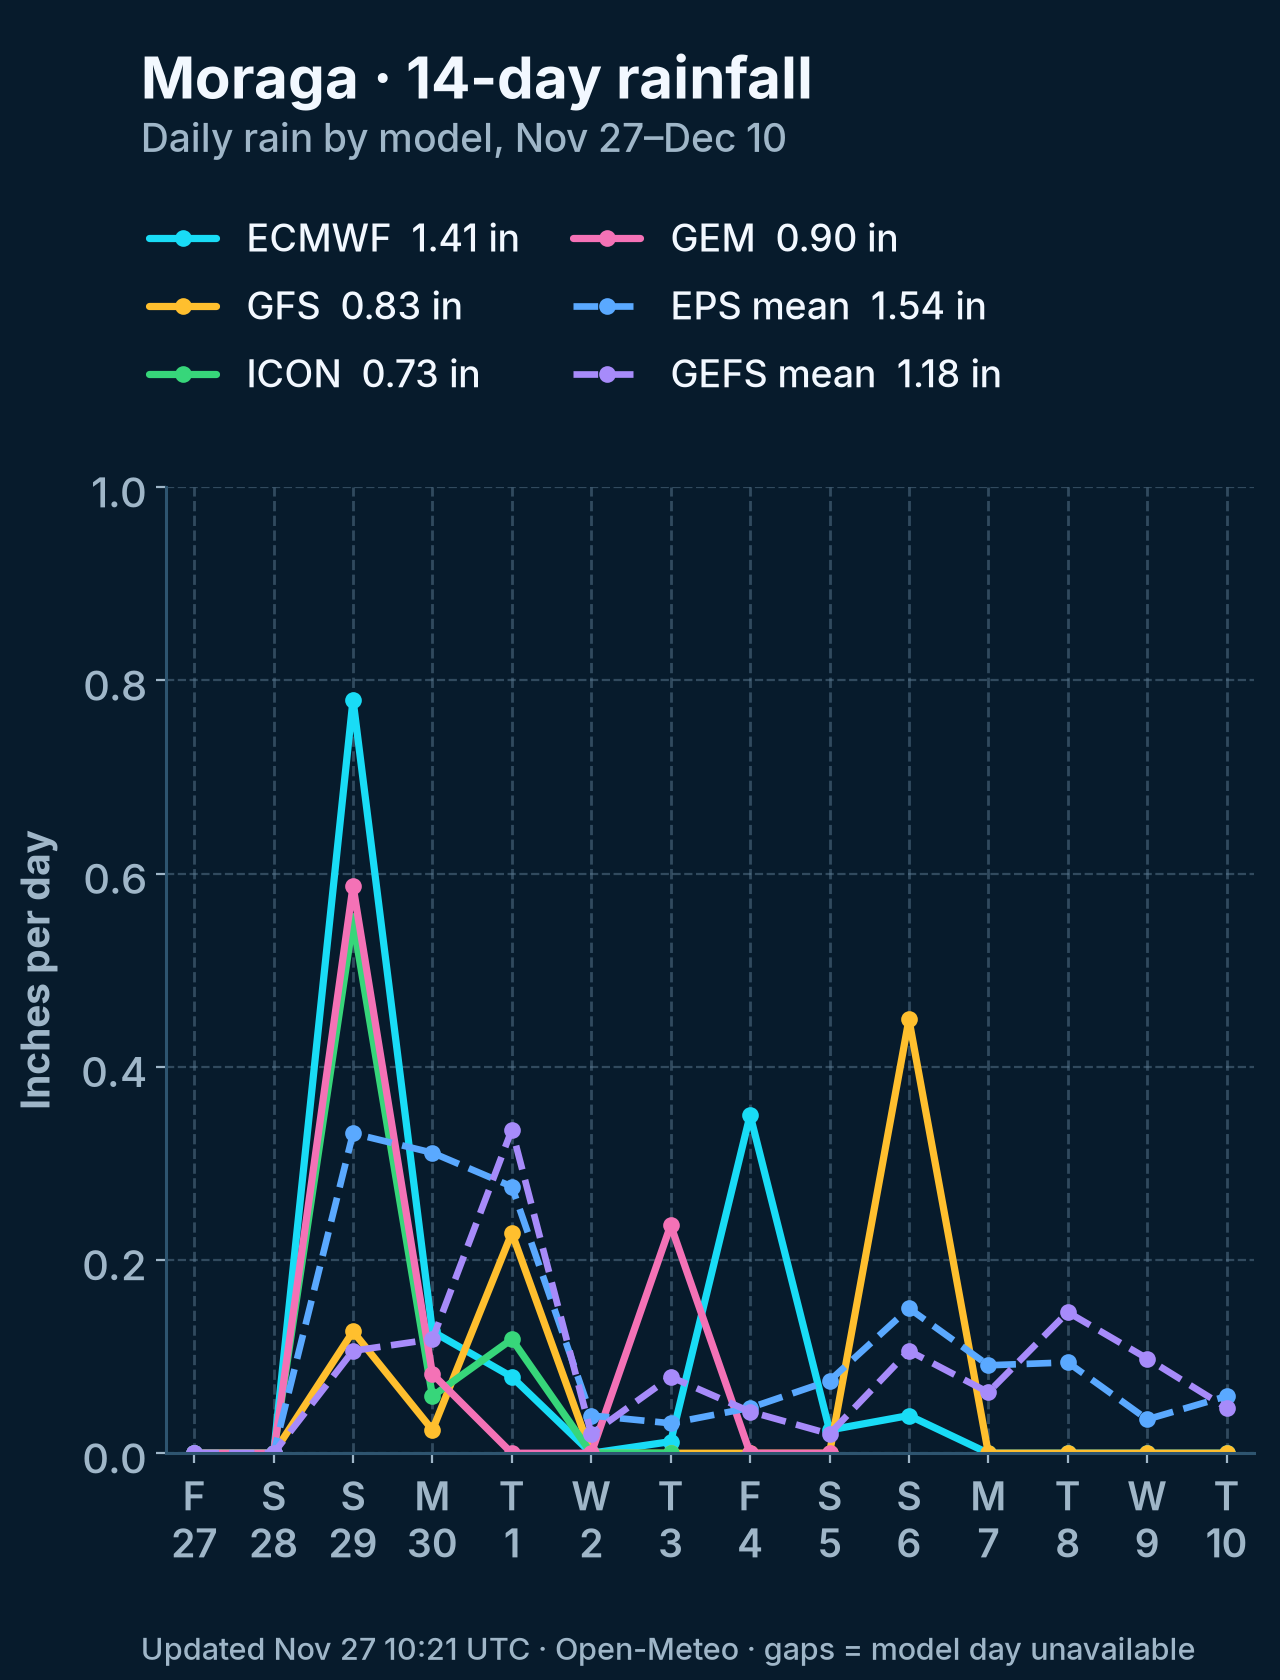 Moraga · 14-day rainfall
Daily rain by model, Nov 27–Dec 10
ECMWF 1.41 in
GEM 0.90 in
GFS 0.83 in
EPS mean 1.54 in
ICON 0.73 in
GEFS mean 1.18 in
Inches per day
1.0
0.8
0.6
0.4
0.2
0.0
F S S M T W T F S S M T W T
27 28 29 30 1 2 3 4 5 6 7 8 9 10
Updated Nov 27 10:21 UTC · Open-Meteo · gaps = model day unavailable